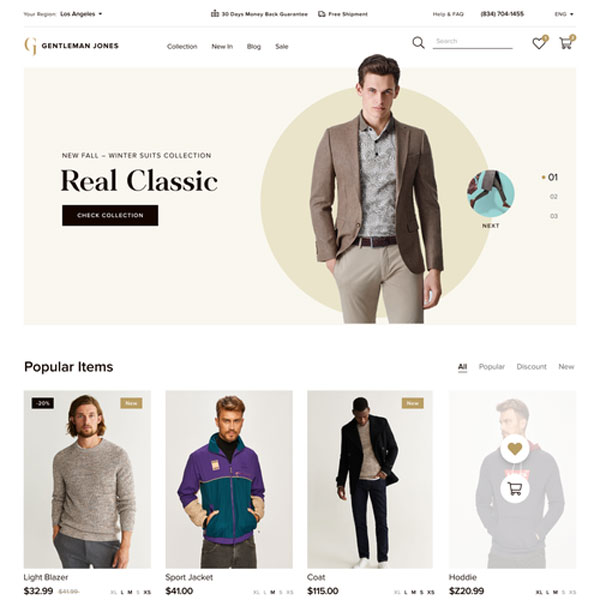 Your Region: Los Angeles
30 Days Money Back Guarantee
Free Shipment
Help & FAQ
(834) 704-1455
ENG
GJ
GENTLEMAN JONES
Collection
New In
Blog
Sale
Search
NEW FALL – WINTER SUITS COLLECTION
Real Classic
CHECK COLLECTION
01
02
03
NEXT
Popular Items
All
Popular
Discount
New
-20%
New
New
Light Blazer
$32.99 $41.99
XL L M S XS
Sport Jacket
$41.00
XL L M S XS
Coat
$115.00
XL L M S XS
Hoodie
$Z20.99
XL L M S XS